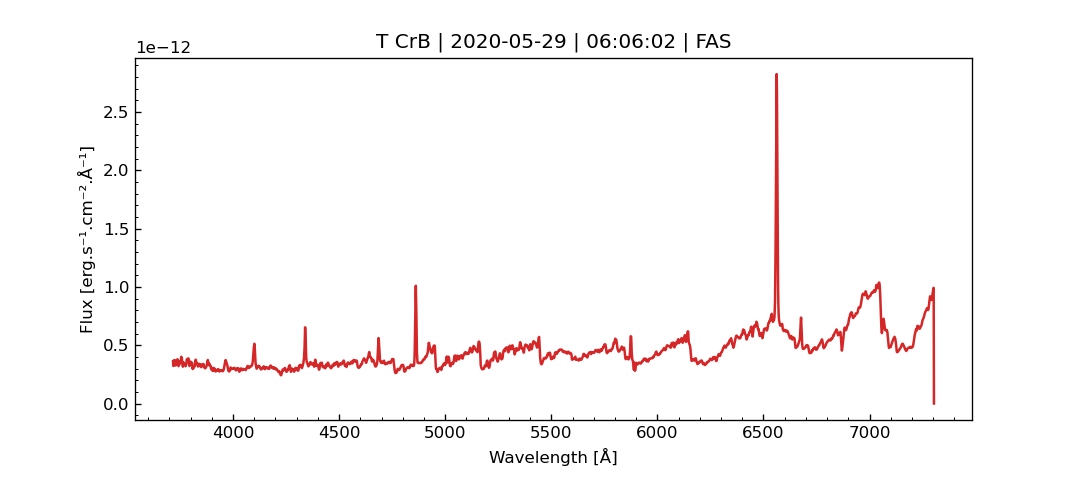 T CrB | 2020-05-29 | 06:06:02 | FAS
1e−12
2.5
2.0
1.5
1.0
0.5
0.0
Flux [erg.s⁻¹.cm⁻².Å⁻¹]
4000 4500 5000 5500 6000 6500 7000
Wavelength [Å]